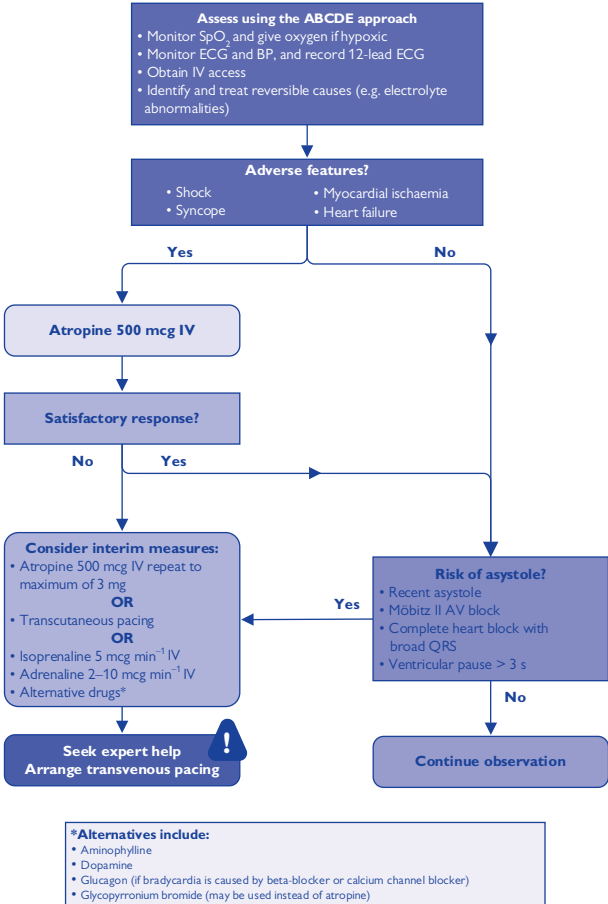 Assess using the ABCDE approach
• Monitor SpO₂ and give oxygen if hypoxic
• Monitor ECG and BP, and record 12-lead ECG
• Obtain IV access
• Identify and treat reversible causes (e.g. electrolyte
abnormalities)
Adverse features?
• Shock
• Syncope
• Myocardial ischaemia
• Heart failure
Yes
No
Atropine 500 mcg IV
Satisfactory response?
No
Yes
Consider interim measures:
• Atropine 500 mcg IV repeat to
maximum of 3 mg
OR
• Transcutaneous pacing
OR
• Isoprenaline 5 mcg min⁻¹ IV
• Adrenaline 2–10 mcg min⁻¹ IV
• Alternative drugs*
Yes
Risk of asystole?
• Recent asystole
• Möbitz II AV block
• Complete heart block with
broad QRS
• Ventricular pause > 3 s
No
!
Seek expert help
Arrange transvenous pacing
Continue observation
*Alternatives include:
• Aminophylline
• Dopamine
• Glucagon (if bradycardia is caused by beta-blocker or calcium channel blocker)
• Glycopyrronium bromide (may be used instead of atropine)